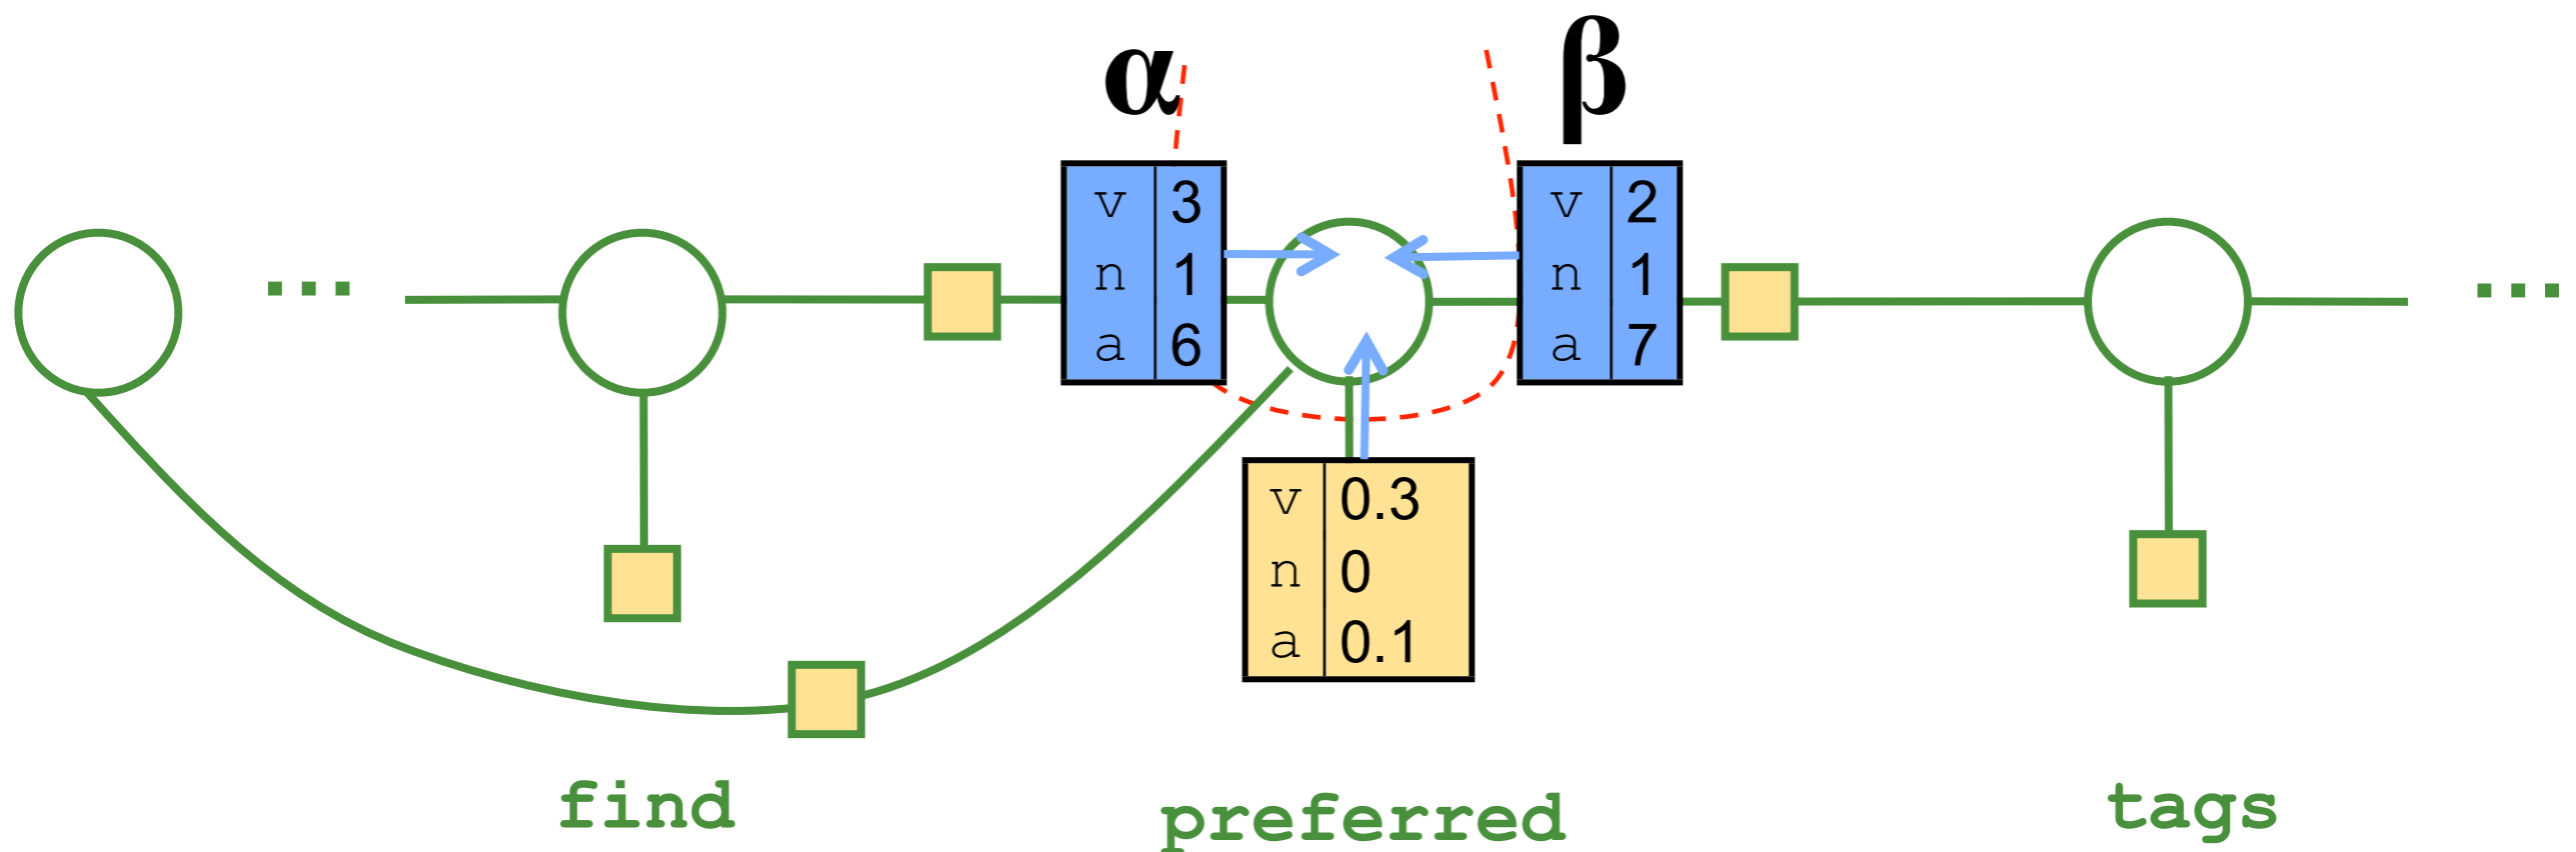 α β
v 3
n 1
a 6
v 2
n 1
a 7
... ...
v 0.3
n 0
a 0.1
find preferred tags